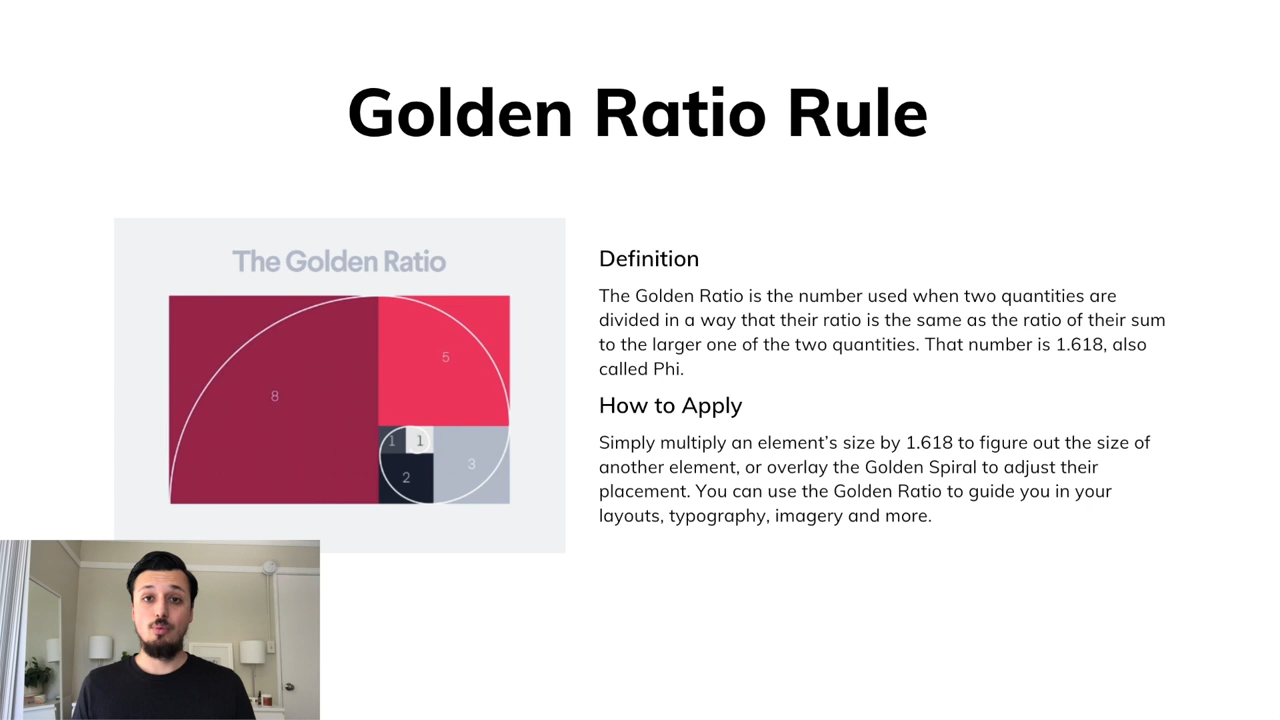 Golden Ratio Rule
The Golden Ratio
8
5
1
1
2
3
Definition
The Golden Ratio is the number used when two quantities are
divided in a way that their ratio is the same as the ratio of their sum
to the larger one of the two quantities. That number is 1.618, also
called Phi.
How to Apply
Simply multiply an element’s size by 1.618 to figure out the size of
another element, or overlay the Golden Spiral to adjust their
placement. You can use the Golden Ratio to guide you in your
layouts, typography, imagery and more.